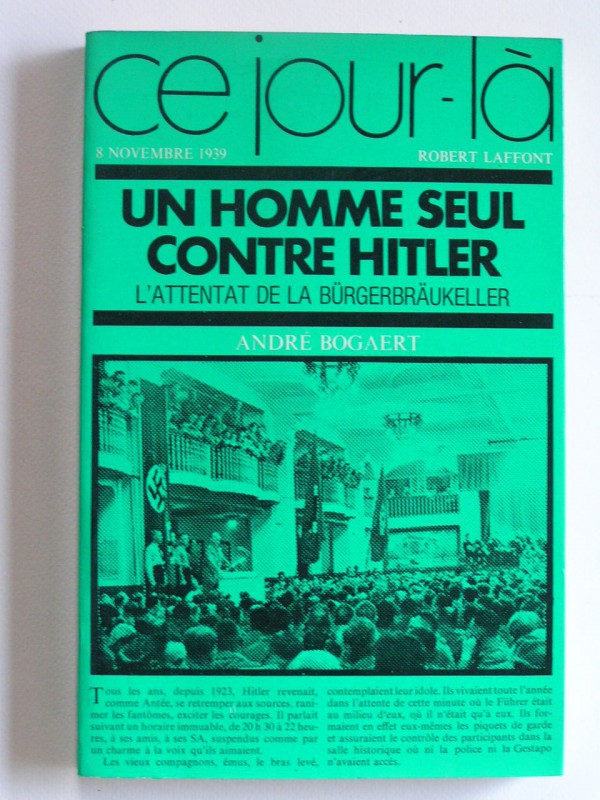 ce jour-là
8 NOVEMBRE 1939
ROBERT LAFFONT
UN HOMME SEUL
CONTRE HITLER
L'ATTENTAT DE LA BÜRGERBRÄUKELLER
ANDRÉ BOGAERT
Tous les ans, depuis 1923, Hitler revenait,
comme Antée, se retremper aux sources, rani-
mer les fantômes, exciter les courages. Il parlait
suivant un horaire immuable, de 20 h 30 à 22 heu-
res, à ses amis, à ses SA, suspendus comme par
un charme à la voix qu'ils aimaient.
Les vieux compagnons, émus, le bras levé,
contemplaient leur idole. Ils vivaient toute l'année
dans l'attente de cette minute où le Führer était
au milieu d'eux, où il n'était qu'à eux. Ils for-
maient en effet eux-mêmes les piquets de garde
et assuraient le contrôle des participants dans la
salle historique où ni la police ni la Gestapo
n'avaient accès.